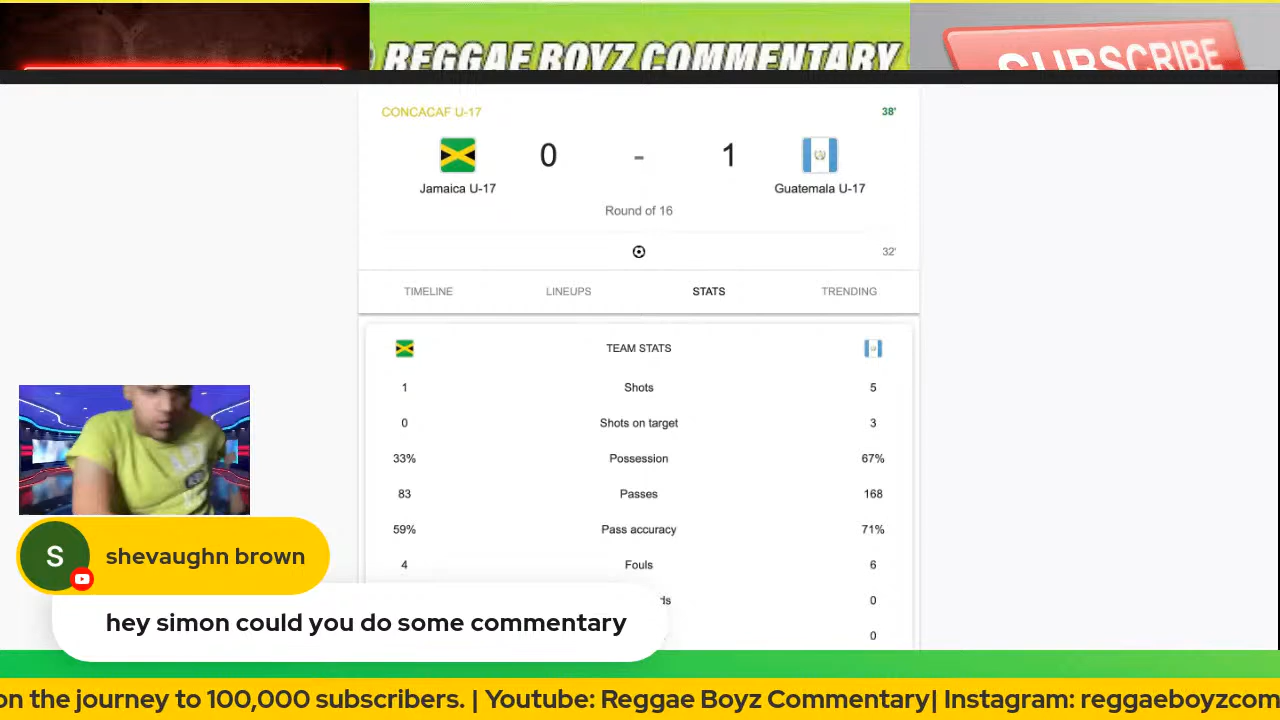 REGGAE BOYZ COMMENTARY
SUBSCRIBE
CONCACAF U-17
38'
0 - 1
Jamaica U-17
Guatemala U-17
Round of 16
32'
TIMELINE LINEUPS STATS TRENDING
TEAM STATS
1 Shots 5
0 Shots on target 3
33% Possession 67%
83 Passes 168
59% Pass accuracy 71%
4 Fouls 6
0
0
S shevaughn brown
hey simon could you do some commentary
on the journey to 100,000 subscribers. | Youtube: Reggae Boyz Commentary| Instagram: reggaeboyzcom